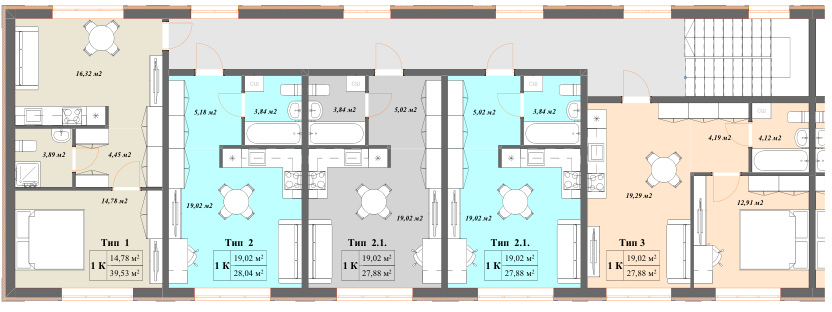 16,32 м2
3,89 м2
4,45 м2
14,78 м2
Тип 1
1 К
14,78 м²
39,53 м²
5,18 м2
СШ
3,84 м2
19,02 м2
Тип 2
1 К
19,02 м²
28,04 м²
СШ
3,84 м2
5,02 м2
19,02 м2
Тип 2.1.
1 К
19,02 м²
27,88 м²
5,02 м2
СШ
3,84 м2
19,02 м2
Тип 2.1.
1 К
19,02 м²
27,88 м²
СШ
4,19 м2
4,12 м2
19,29 м2
12,91 м2
Тип 3
1 К
19,02 м²
27,88 м²